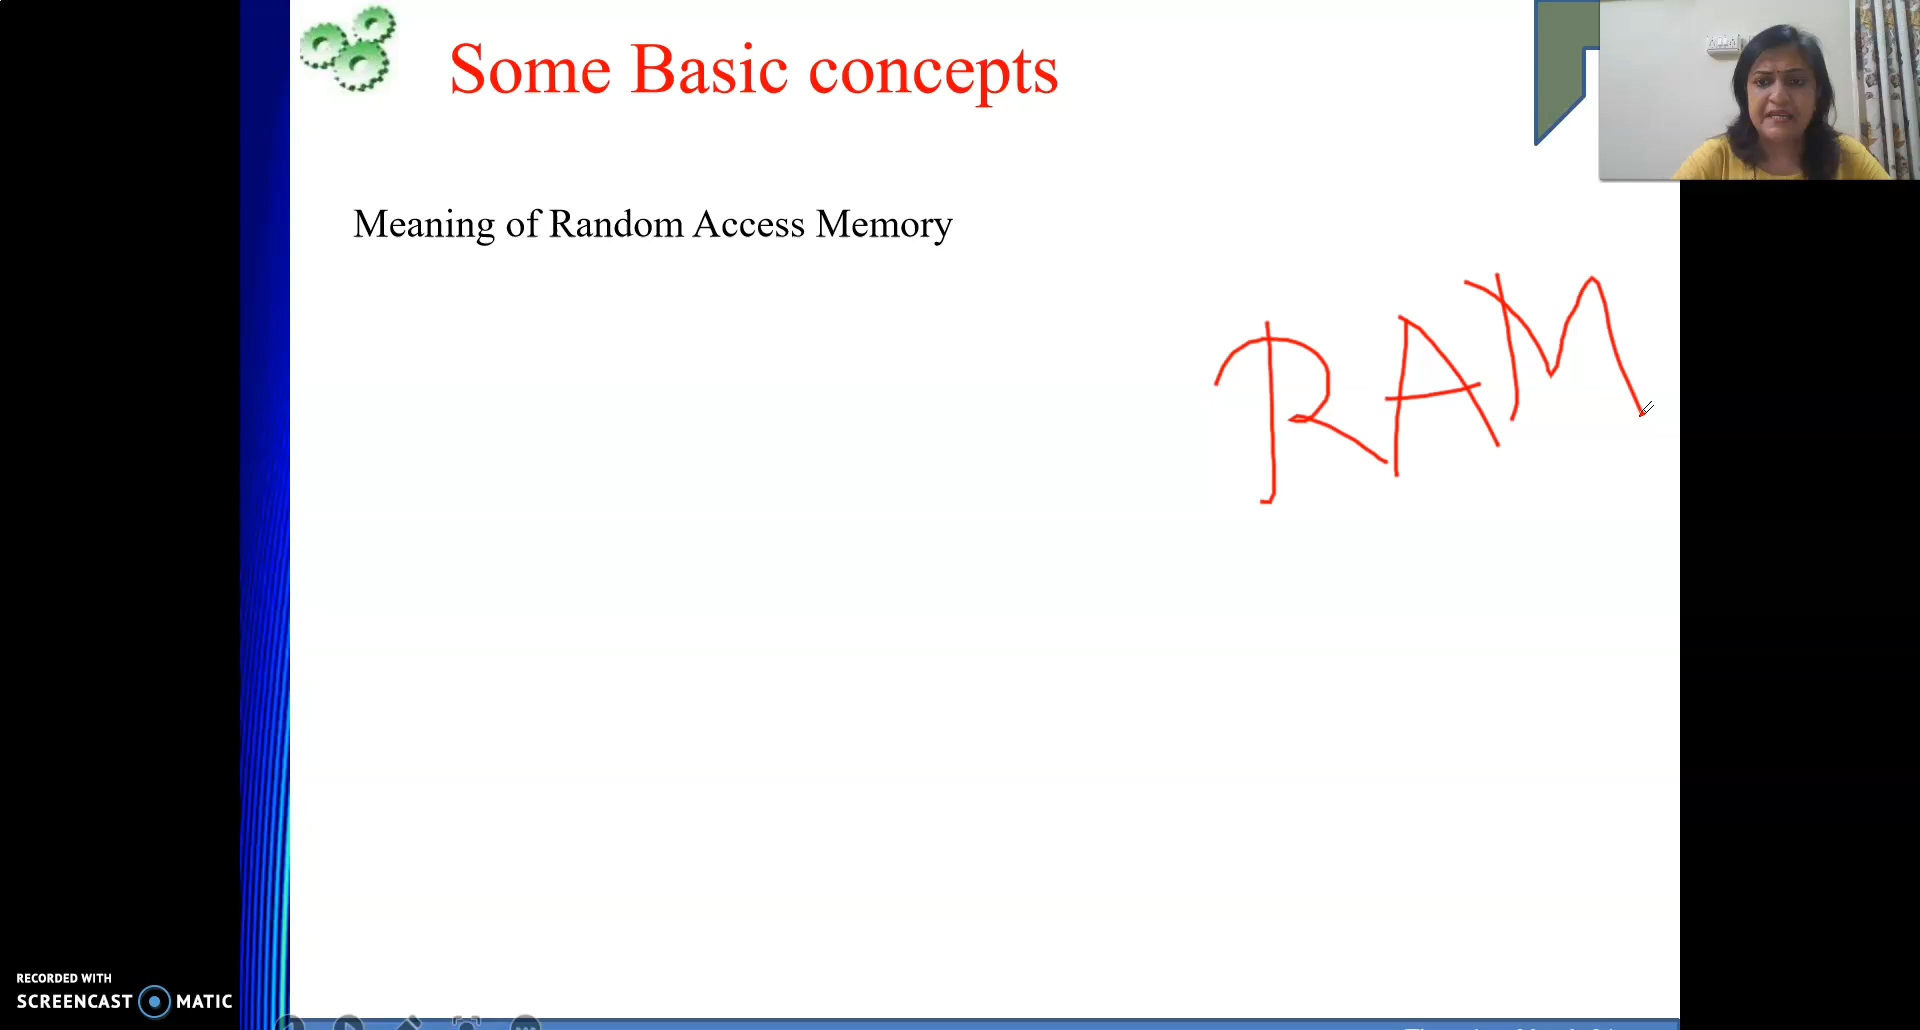 Some Basic concepts
Meaning of Random Access Memory
RAM
RECORDED WITH
SCREENCAST MATIC